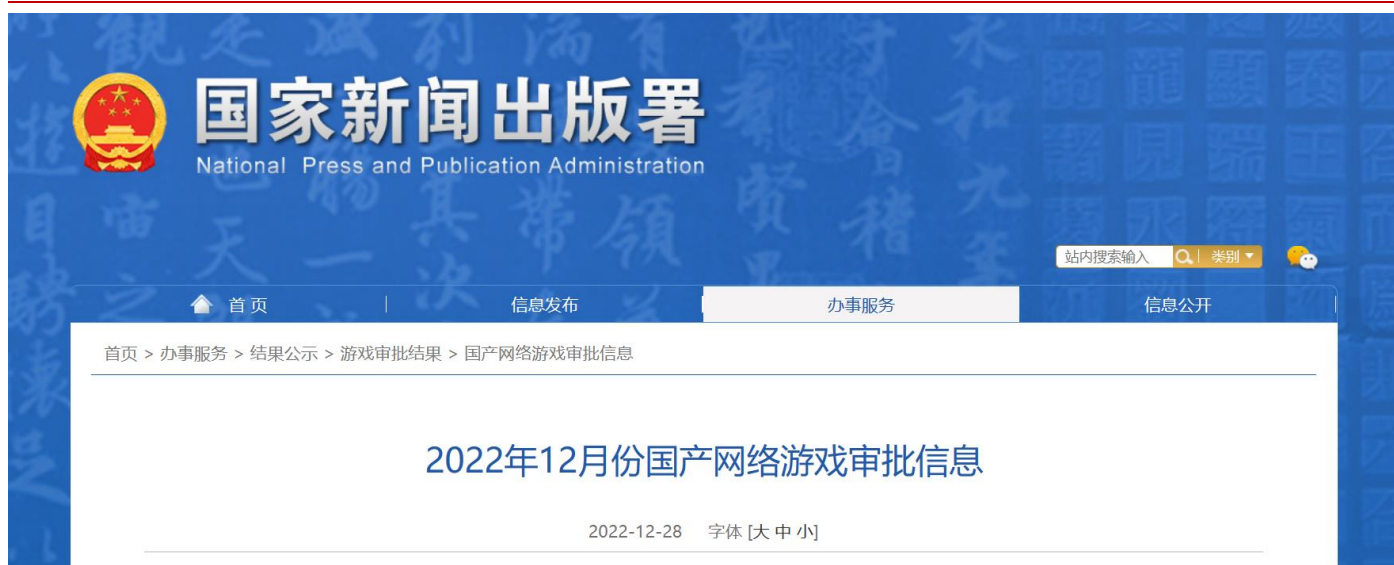 国家新闻出版署
National Press and Publication Administration
站内搜索输入 类别
首页 信息发布 办事服务 信息公开
首页 > 办事服务 > 结果公示 > 游戏审批结果 > 国产网络游戏审批信息
2022年12月份国产网络游戏审批信息
2022-12-28 字体 [大 中 小]